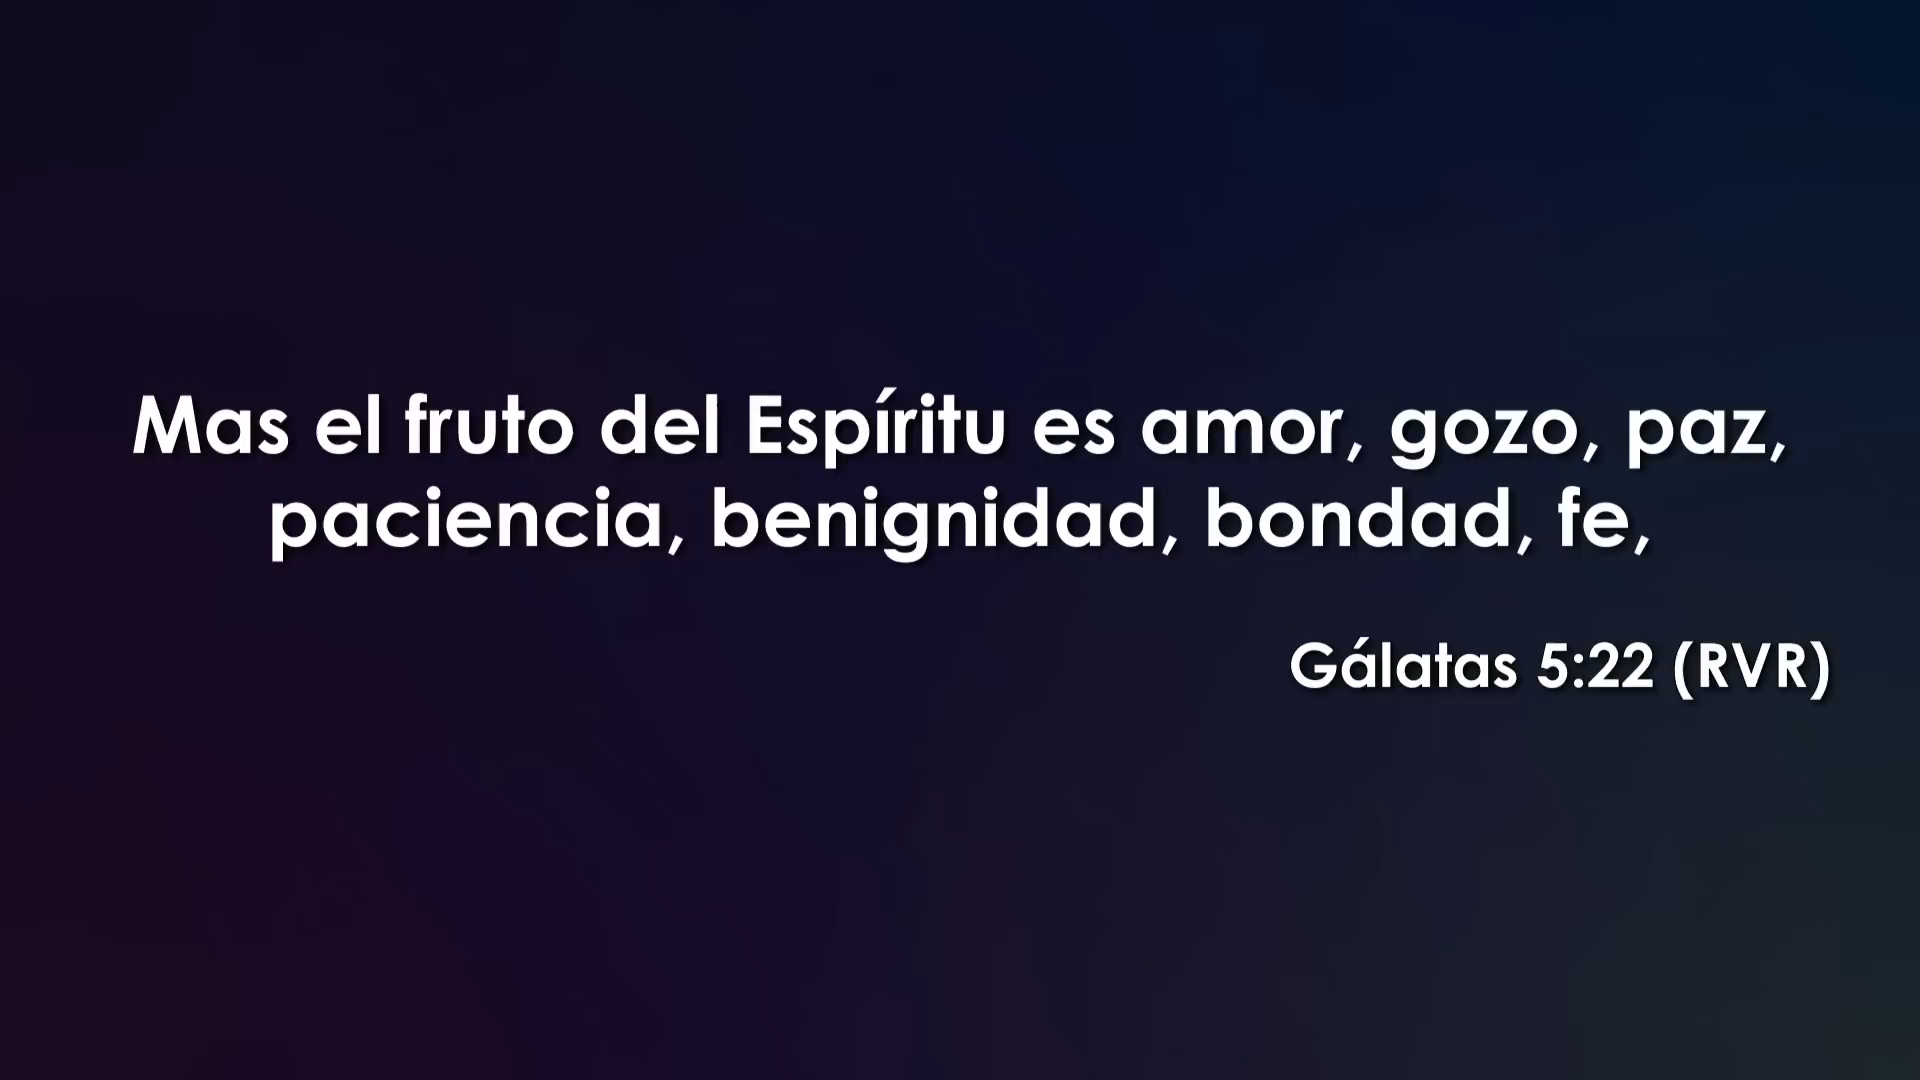 Mas el fruto del Espíritu es amor, gozo, paz,
paciencia, benignidad, bondad, fe,
Gálatas 5:22 (RVR)